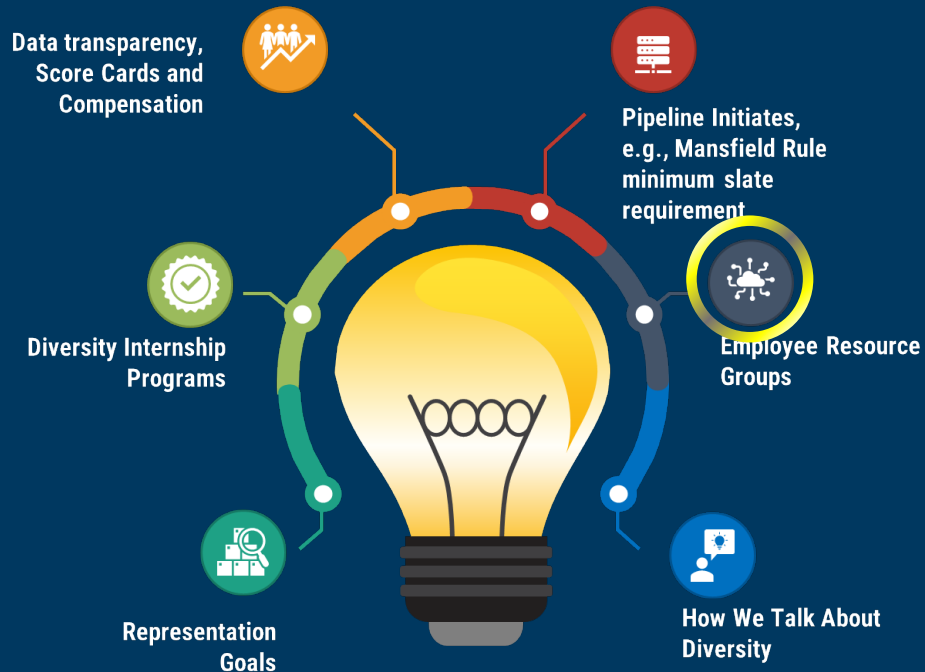 Data transparency,
Score Cards and
Compensation
Pipeline Initiates,
e.g., Mansfield Rule
minimum slate
requirement
Diversity Internship
Programs
Employee Resource
Groups
Representation
Goals
How We Talk About
Diversity